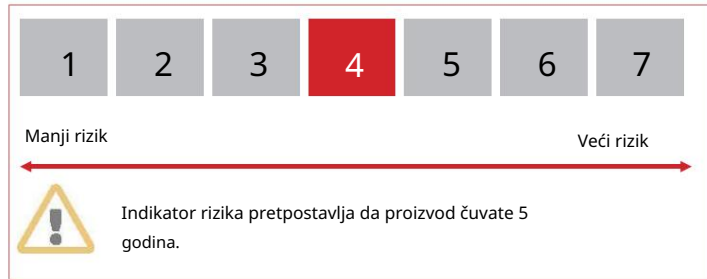 1 2 3 4 5 6 7
Manji rizik Veći rizik
Indikator rizika pretpostavlja da proizvod čuvate 5
godina.